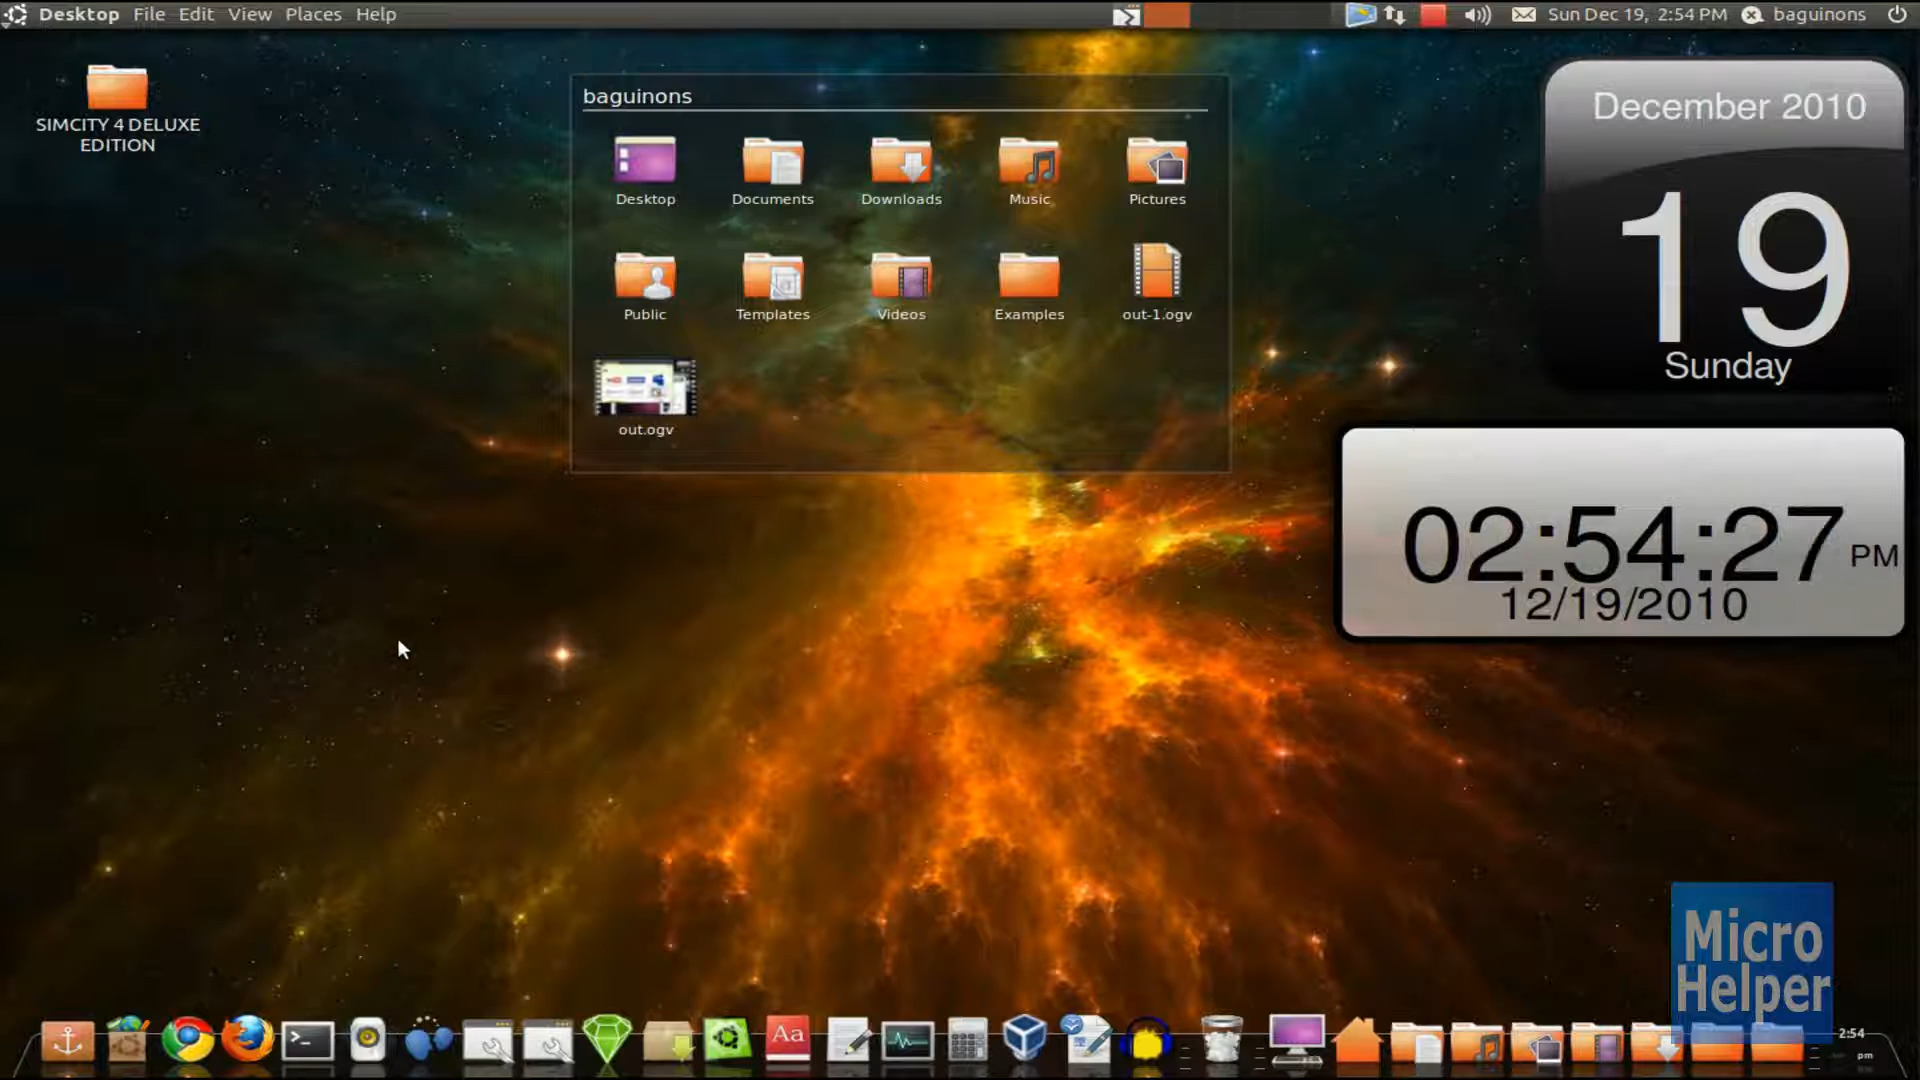 Desktop File Edit View Places Help
Sun Dec 19, 2:54 PM baguinons
SIMCITY 4 DELUXE
EDITION
baguinons
Desktop Documents Downloads Music Pictures
Public Templates Videos Examples out-1.ogv
out.ogv
December 2010
19
Sunday
02:54:27 PM
12/19/2010
Micro
Helper
>_
Aa
2:54
pm